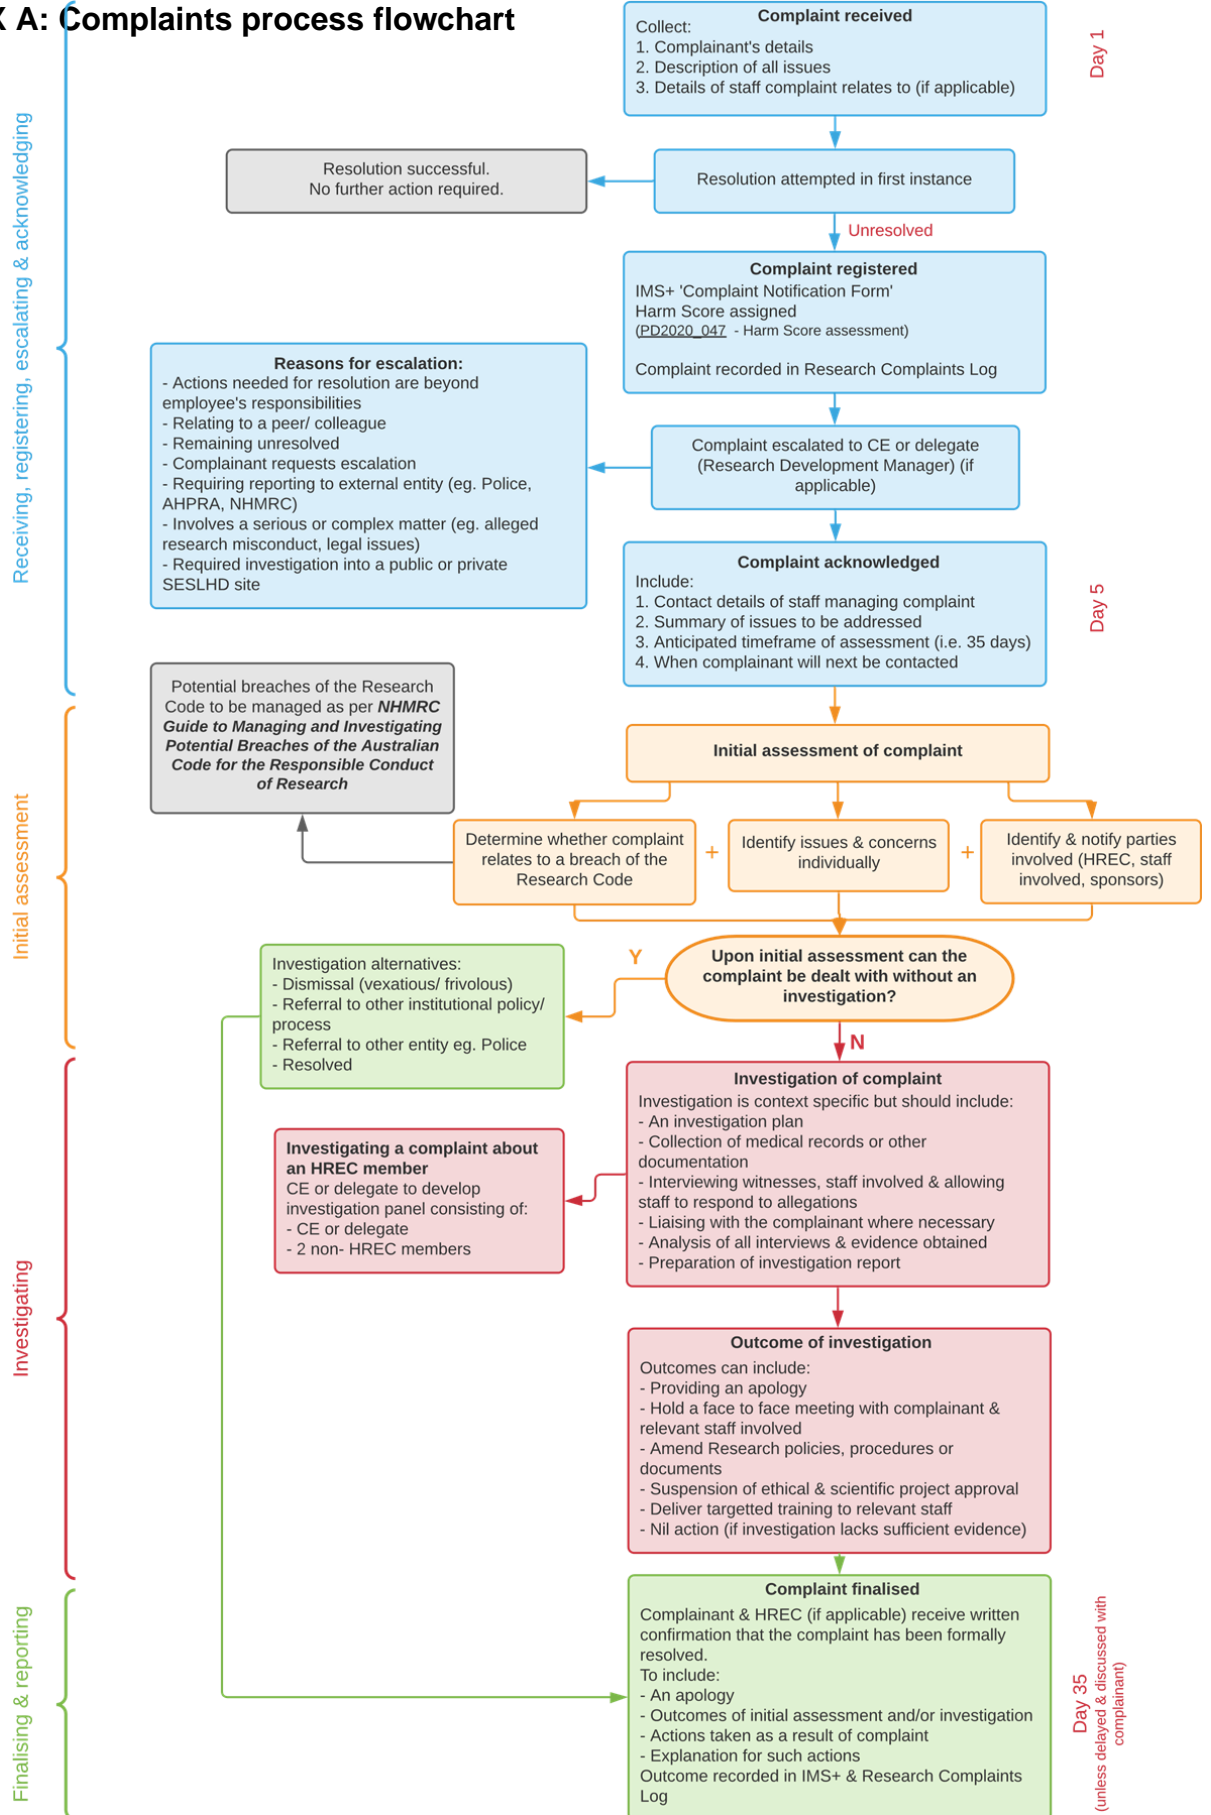 X A: Complaints process flowchart
Complaint received
Collect:
1. Complainant's details
2. Description of all issues
3. Details of staff complaint relates to (if applicable)
Day 1
Resolution successful.
No further action required.
Resolution attempted in first instance
Unresolved
Receiving, registering, escalating & acknowledging
Complaint registered
IMS+ 'Complaint Notification Form'
Harm Score assigned
(PD2020_047 - Harm Score assessment)
Complaint recorded in Research Complaints Log
Reasons for escalation:
- Actions needed for resolution are beyond
employee's responsibilities
- Relating to a peer/ colleague
- Remaining unresolved
- Complainant requests escalation
- Requiring reporting to external entity (eg. Police,
AHPRA, NHMRC)
- Involves a serious or complex matter (eg. alleged
research misconduct, legal issues)
- Required investigation into a public or private
SESLHD site
Complaint escalated to CE or delegate
(Research Development Manager) (if
applicable)
Complaint acknowledged
Include:
1. Contact details of staff managing complaint
2. Summary of issues to be addressed
3. Anticipated timeframe of assessment (i.e. 35 days)
4. When complainant will next be contacted
Day 5
Potential breaches of the Research
Code to be managed as per NHMRC
Guide to Managing and Investigating
Potential Breaches of the Australian
Code for the Responsible Conduct
of Research
Initial assessment
Initial assessment of complaint
Determine whether complaint
relates to a breach of the
Research Code
+
Identify issues & concerns
individually
+
Identify & notify parties
involved (HREC, staff
involved, sponsors)
Upon initial assessment can the
complaint be dealt with without an
investigation?
Y
Investigation alternatives:
- Dismissal (vexatious/ frivolous)
- Referral to other institutional policy/
process
- Referral to other entity eg. Police
- Resolved
N
Investigating
Investigation of complaint
Investigation is context specific but should include:
- An investigation plan
- Collection of medical records or other
documentation
- Interviewing witnesses, staff involved & allowing
staff to respond to allegations
- Liaising with the complainant where necessary
- Analysis of all interviews & evidence obtained
- Preparation of investigation report
Investigating a complaint about
an HREC member
CE or delegate to develop
investigation panel consisting of:
- CE or delegate
- 2 non- HREC members
Outcome of investigation
Outcomes can include:
- Providing an apology
- Hold a face to face meeting with complainant &
relevant staff involved
- Amend Research policies, procedures or
documents
- Suspension of ethical & scientific project approval
- Deliver targetted training to relevant staff
- Nil action (if investigation lacks sufficient evidence)
Finalising & reporting
Complaint finalised
Complainant & HREC (if applicable) receive written
confirmation that the complaint has been formally
resolved.
To include:
- An apology
- Outcomes of initial assessment and/or investigation
- Actions taken as a result of complaint
- Explanation for such actions
Outcome recorded in IMS+ & Research Complaints
Log
Day 35
(unless delayed & discussed with
complainant)